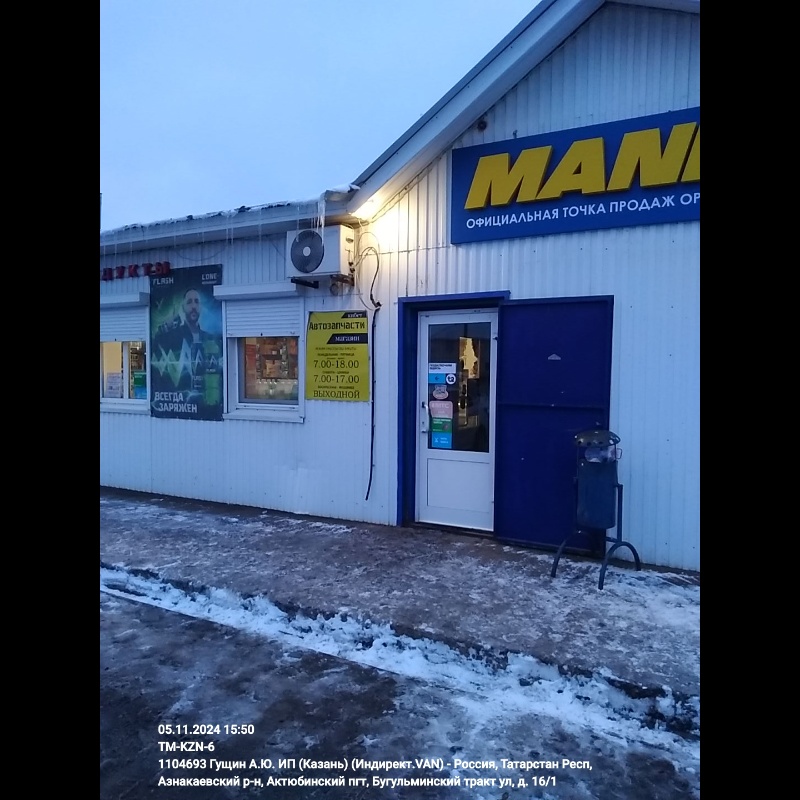 MAN
ОФИЦИАЛЬНАЯ ТОЧКА ПРОДАЖ ОР
ДУКТЫ
FLASH
ВСЕГДА
ЗАРЯЖЕН
Автозапчасти
МАГАЗИН
7.00-18.00
7.00-17.00
ВЫХОДНОЙ
05.11.2024 15:50
TM-KZN-6
1104693 Гущин А.Ю. ИП (Казань) (Индирект.VAN) - Россия, Татарстан Респ,
Азнакаевский р-н, Актюбинский пгт, Бугульминский тракт ул, д. 16/1